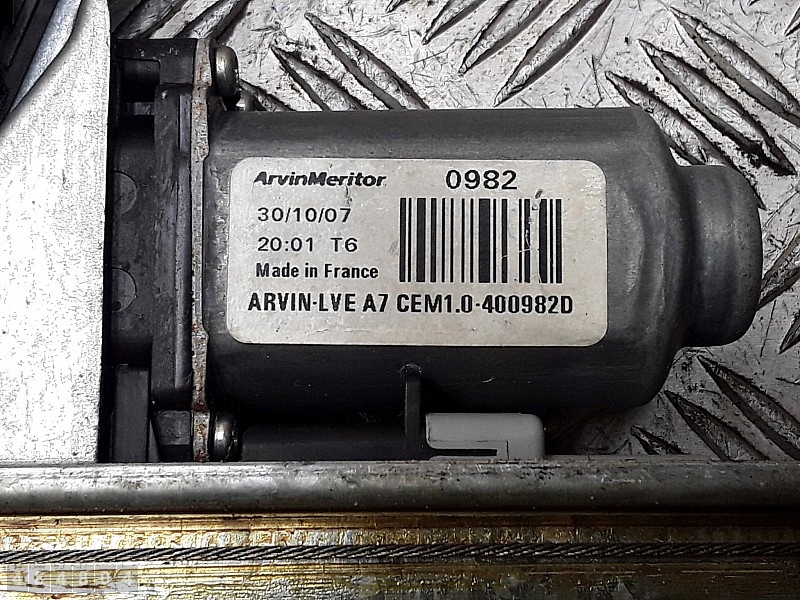 ArvinMeritor 0982
30/10/07
20:01 T6
Made in France
ARVIN-LVE A7 CEM1.0-400982D